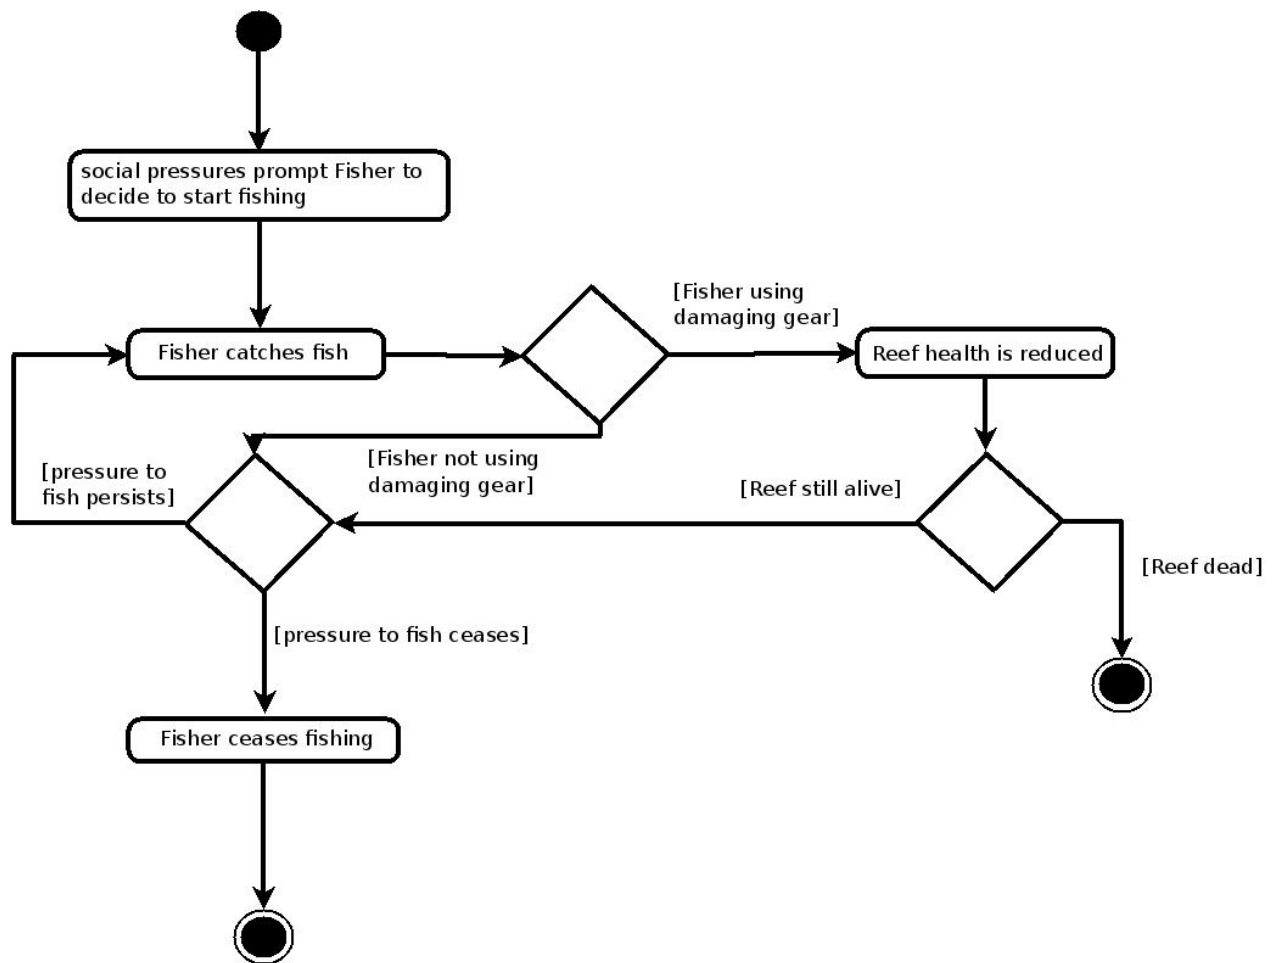 social pressures prompt Fisher to
decide to start fishing
[Fisher using
damaging gear]
Fisher catches fish
Reef health is reduced
[pressure to
fish persists]
[Fisher not using
damaging gear]
[Reef still alive]
[Reef dead]
[pressure to fish ceases]
Fisher ceases fishing